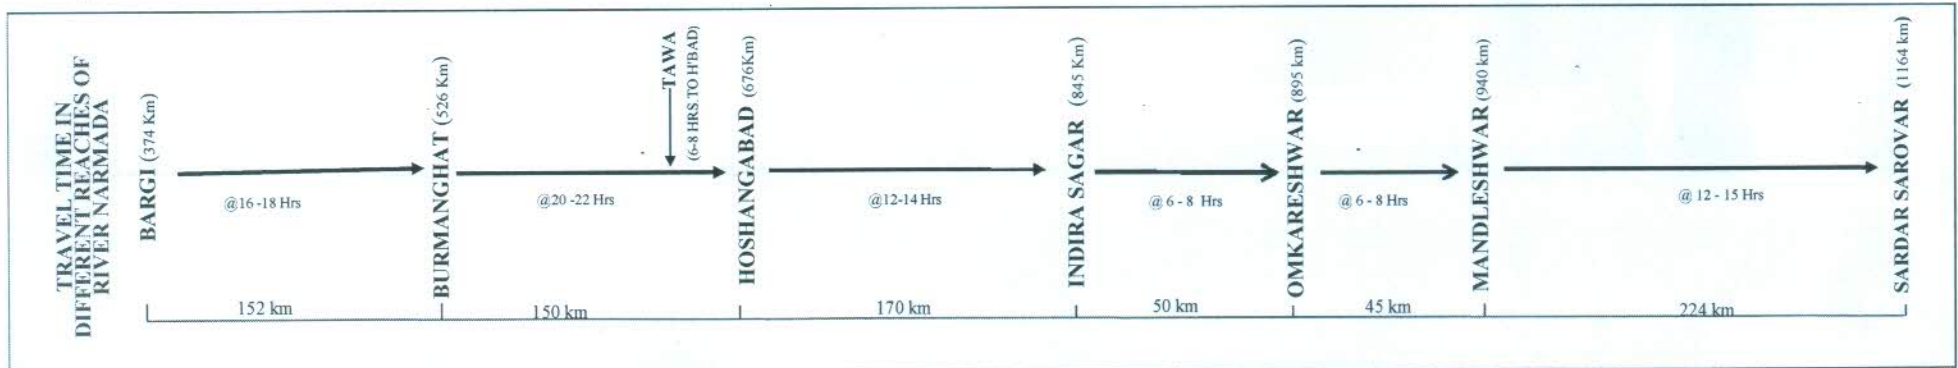 TRAVEL TIME IN
DIFFERENT REACHES OF
RIVER NARMADA
BARGI (374 Km)
@16 -18 Hrs
BURMANGHAT (526 Km)
@20 -22 Hrs
TAWA
(6-8 HRS.TO H'BAD)
HOSHANGABAD (676Km)
@12-14 Hrs
INDIRA SAGAR (845 Km)
@ 6 - 8 Hrs
OMKARESHWAR (895 km)
@ 6 - 8 Hrs
MANDLESHWAR (940 km)
@ 12 - 15 Hrs
SARDAR SAROVAR (1164 km)
152 km
150 km
170 km
50 km
45 km
224 km